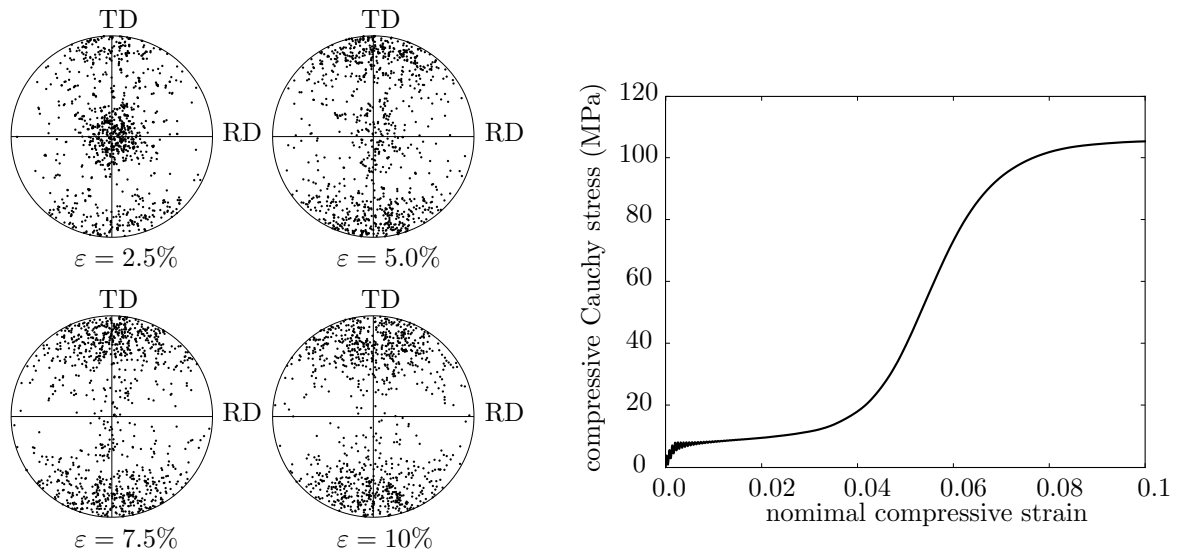 TD
TD
RD
RD
ε = 2.5%
ε = 5.0%
TD
TD
RD
RD
ε = 7.5%
ε = 10%
compressive Cauchy stress (MPa)
120
100
80
60
40
20
0
0.0 0.02 0.04 0.06 0.08 0.1
nomimal compressive strain